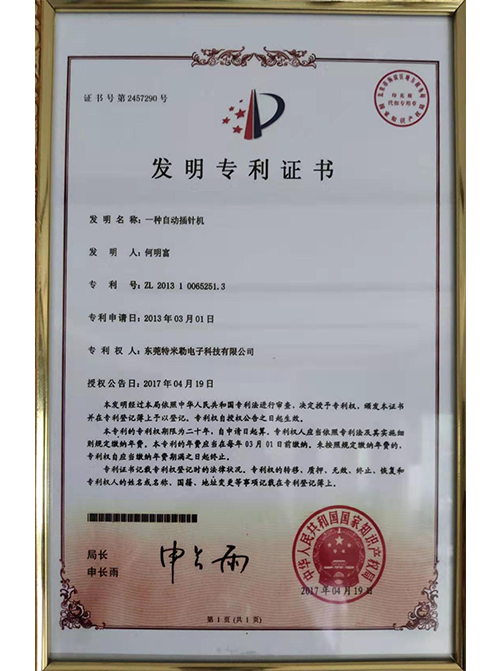 证书号第2457290号
发明专利证书
发明名称：一种自动插针机
发明人：何明富
专利号：ZL 2013 1 0065251.3
专利申请日：2013年03月01日
专利权人：东莞特米勒电子科技有限公司
授权公告日：2017年04月19日
本发明经过本局依照中华人民共和国专利法进行审查，决定授予专利权，颁发本证书
并在专利登记簿上予以登记。专利权自授权公告之日起生效。
本专利的专利权期限为二十年，自申请日起算。专利权人应当依照专利法及其实施细
则规定缴纳年费。本专利的年费应当在每年03月01日前缴纳。未按照规定缴纳年费的，
专利权自应当缴纳年费期满之日起终止。
专利证书记载专利权登记时的法律状况。专利权的转移、质押、无效、终止、恢复和
专利权人的姓名或名称、国籍、地址变更等事项记载在专利登记簿上。
局长
申长雨
申长雨
中华人民共和国国家知识产权局
2017年04月19日
第1页（共1页）